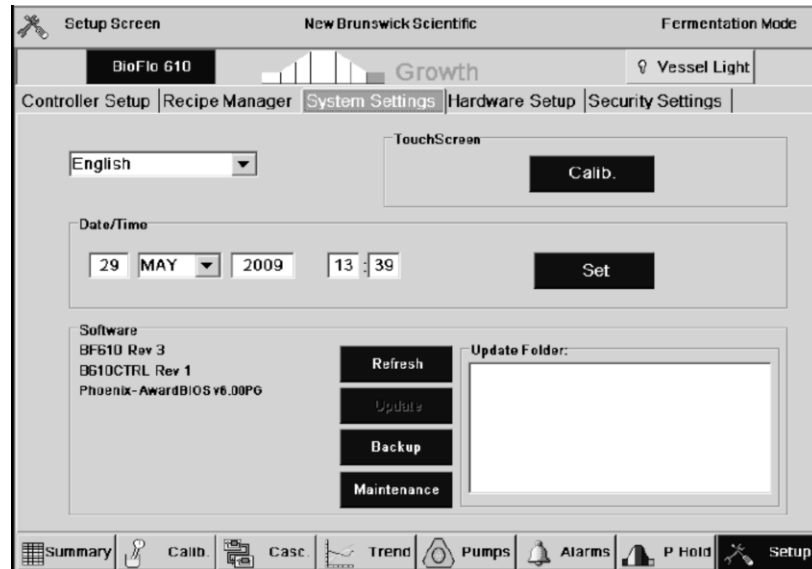 Setup Screen New Brunswick Scientific Fermentation Mode
BioFlo 610 Growth Vessel Light
Controller Setup Recipe Manager System Settings Hardware Setup Security Settings
English
TouchScreen
Calib.
Date/Time
29 MAY 2009 13 : 39 Set
Software
BF610 Rev 3
B610CTRL Rev 1
Phoenix-AwardBIOS v6.00PG
Refresh
Update
Backup
Maintenance
Update Folder:
Summary Calib. Casc. Trend Pumps Alarms P Hold Setup